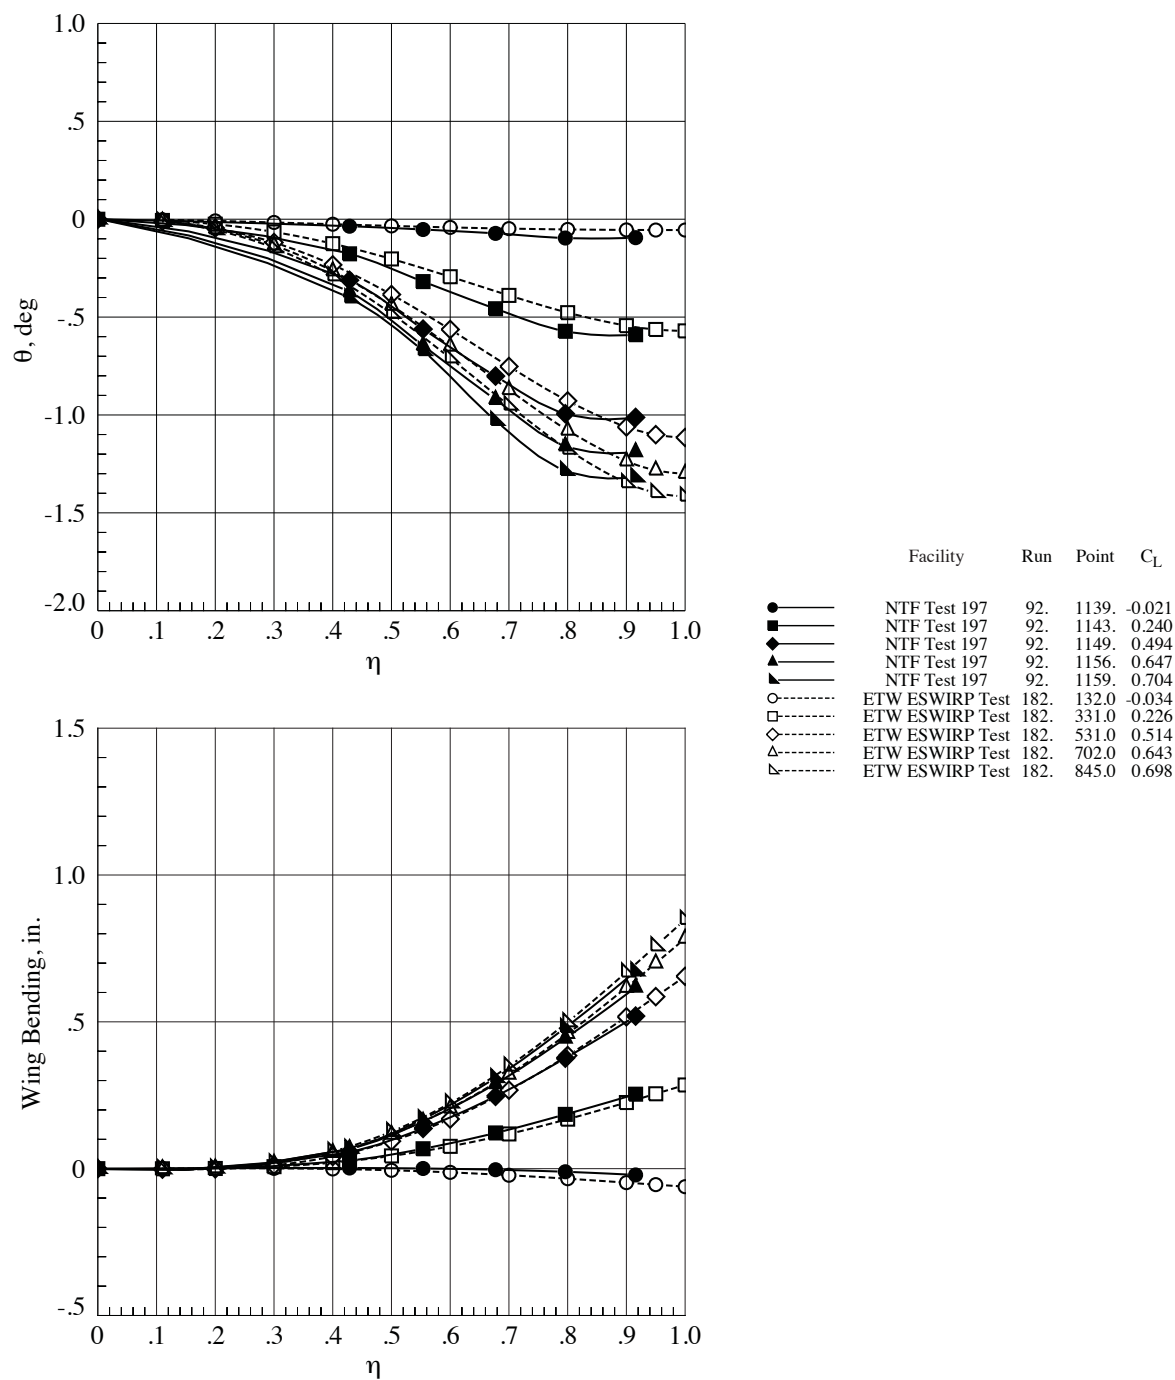 1.0
.5
0
-.5
-1.0
-1.5
-2.0
θ, deg
0 .1 .2 .3 .4 .5 .6 .7 .8 .9 1.0
η
Facility Run Point C_L
NTF Test 197 92. 1139. -0.021
NTF Test 197 92. 1143. 0.240
NTF Test 197 92. 1149. 0.494
NTF Test 197 92. 1156. 0.647
NTF Test 197 92. 1159. 0.704
ETW ESWIRP Test 182. 132.0 -0.034
ETW ESWIRP Test 182. 331.0 0.226
ETW ESWIRP Test 182. 531.0 0.514
ETW ESWIRP Test 182. 702.0 0.643
ETW ESWIRP Test 182. 845.0 0.698
1.5
1.0
.5
0
-.5
Wing Bending, in.
0 .1 .2 .3 .4 .5 .6 .7 .8 .9 1.0
η